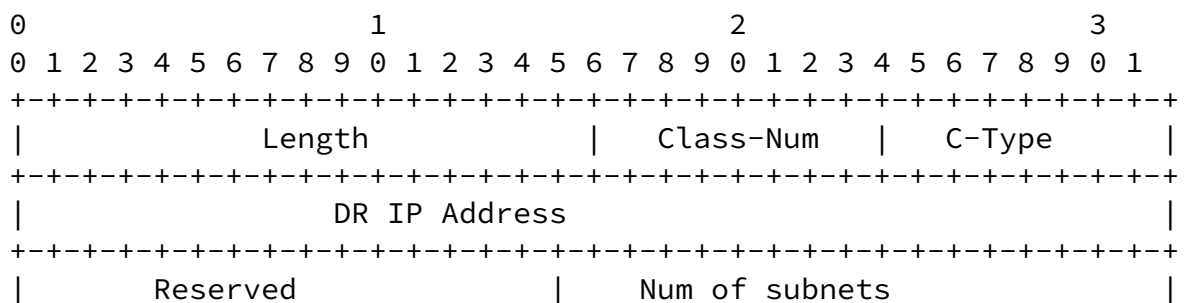 0                   1                   2                   3
0 1 2 3 4 5 6 7 8 9 0 1 2 3 4 5 6 7 8 9 0 1 2 3 4 5 6 7 8 9 0 1
+-+-+-+-+-+-+-+-+-+-+-+-+-+-+-+-+-+-+-+-+-+-+-+-+-+-+-+-+-+-+-+-+
|             Length            |   Class-Num   |   C-Type      |
+-+-+-+-+-+-+-+-+-+-+-+-+-+-+-+-+-+-+-+-+-+-+-+-+-+-+-+-+-+-+-+-+
|                 DR IP Address                                 |
+-+-+-+-+-+-+-+-+-+-+-+-+-+-+-+-+-+-+-+-+-+-+-+-+-+-+-+-+-+-+-+-+
|       Reserved              |    Num of subnets               |